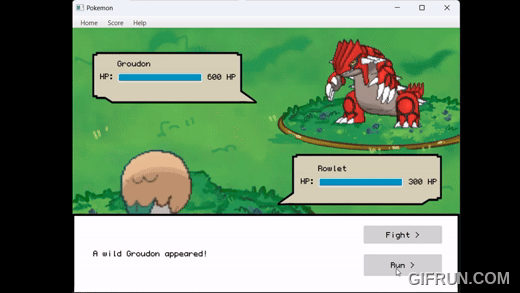 Pokemon
Home Score Help
Groudon
HP: 600 HP
Rowlet
HP: 300 HP
Fight >
A wild Groudon appeared!
Run >
GIFRUN.COM